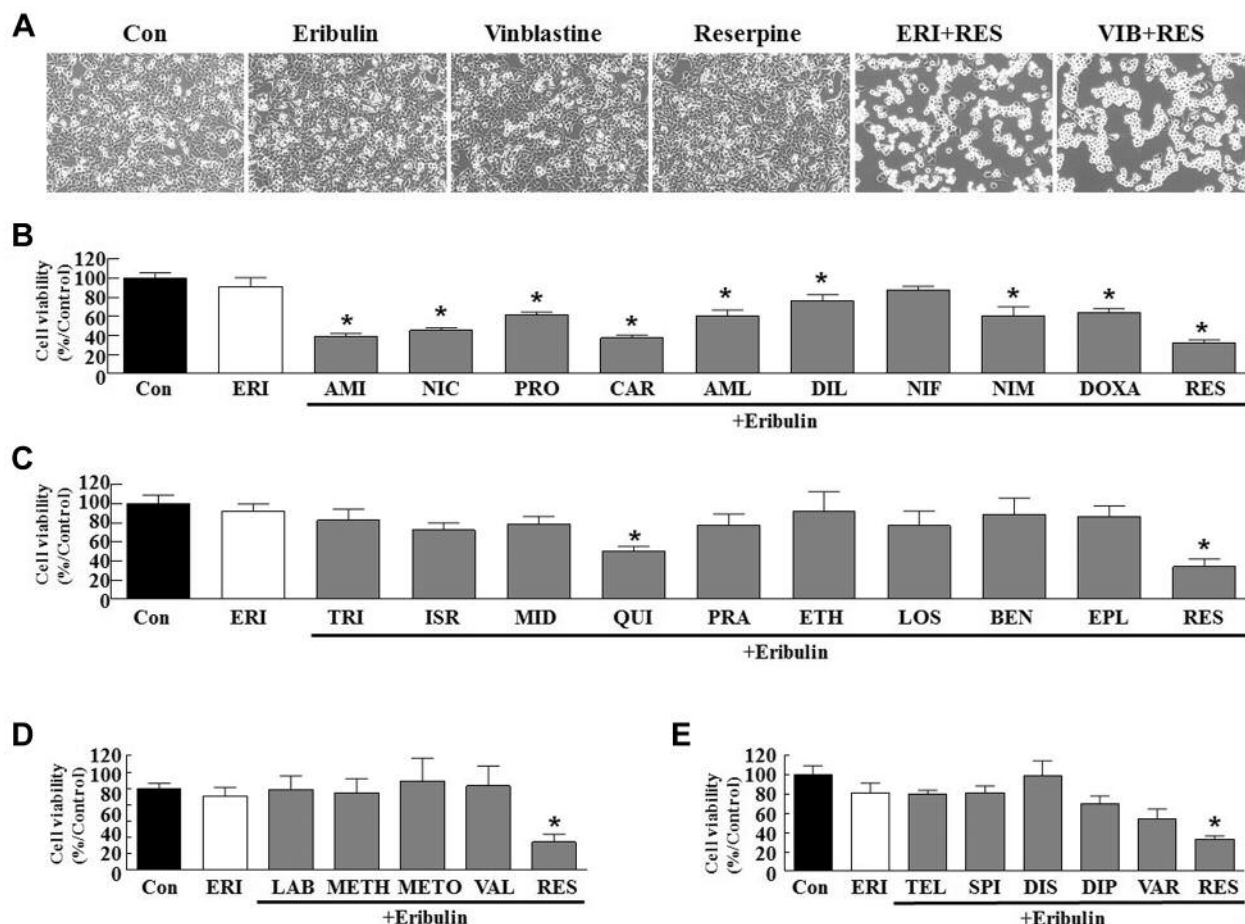 A
Con Eribulin Vinblastine Reserpine ERI+RES VIB+RES
B
Cell viability
(%/Control)
120
100
80
60
40
20
0
* * * * * * * * *
Con ERI AMI NIC PRO CAR AML DIL NIF NIM DOXA RES
+Eribulin
C
Cell viability
(%/Control)
120
100
80
60
40
20
0
* *
Con ERI TRI ISR MID QUI PRA ETH LOS BEN EPL RES
+Eribulin
D
Cell viability
(%/Control)
120
100
80
60
40
20
0
*
Con ERI LAB METH METO VAL RES
+Eribulin
E
Cell viability
(%/Control)
120
100
80
60
40
20
0
*
Con ERI TEL SPI DIS DIP VAR RES
+Eribulin